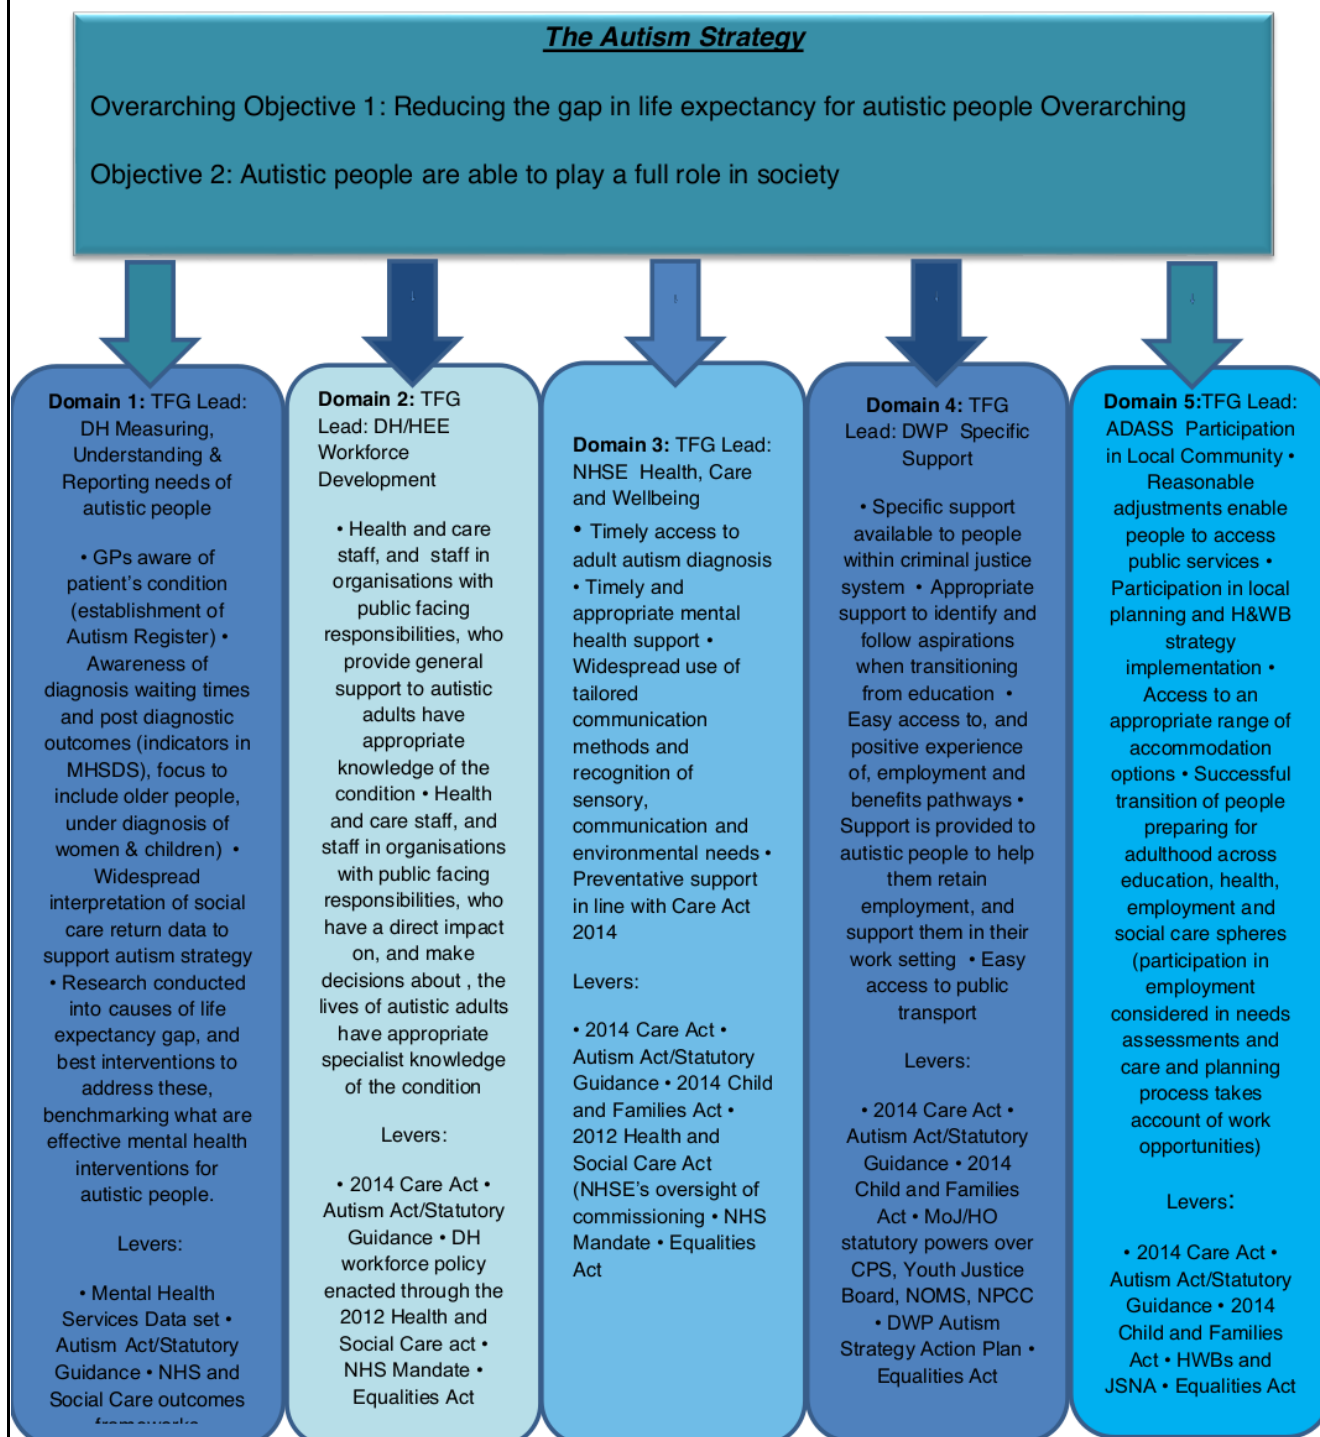 The Autism Strategy
Overarching Objective 1: Reducing the gap in life expectancy for autistic people Overarching
Objective 2: Autistic people are able to play a full role in society
Domain 1: TFG Lead:
DH Measuring,
Understanding &
Reporting needs of
autistic people
• GPs aware of
patient's condition
(establishment of
Autism Register) •
Awareness of
diagnosis waiting times
and post diagnostic
outcomes (indicators in
MHSDS), focus to
include older people,
under diagnosis of
women & children) •
Widespread
interpretation of social
care return data to
support autism strategy
• Research conducted
into causes of life
expectancy gap, and
best interventions to
address these,
benchmarking what are
effective mental health
interventions for
autistic people.
Levers:
• Mental Health
Services Data set •
Autism Act/Statutory
Guidance • NHS and
Social Care outcomes
frameworks
Domain 2: TFG
Lead: DH/HEE
Workforce
Development
• Health and care
staff, and staff in
organisations with
public facing
responsibilities, who
provide general
support to autistic
adults have
appropriate
knowledge of the
condition • Health
and care staff, and
staff in organisations
with public facing
responsibilities, who
have a direct impact
on, and make
decisions about , the
lives of autistic adults
have appropriate
specialist knowledge
of the condition
Levers:
• 2014 Care Act •
Autism Act/Statutory
Guidance • DH
workforce policy
enacted through the
2012 Health and
Social Care act •
NHS Mandate •
Equalities Act
Domain 3: TFG Lead:
NHSE Health, Care
and Wellbeing
• Timely access to
adult autism diagnosis
• Timely and
appropriate mental
health support •
Widespread use of
tailored
communication
methods and
recognition of
sensory,
communication and
environmental needs •
Preventative support
in line with Care Act
2014
Levers:
• 2014 Care Act •
Autism Act/Statutory
Guidance • 2014 Child
and Families Act •
2012 Health and
Social Care Act
(NHSE's oversight of
commissioning • NHS
Mandate • Equalities
Act
Domain 4: TFG
Lead: DWP Specific
Support
• Specific support
available to people
within criminal justice
system • Appropriate
support to identify and
follow aspirations
when transitioning
from education •
Easy access to, and
positive experience
of, employment and
benefits pathways •
Support is provided to
autistic people to help
them retain
employment, and
support them in their
work setting • Easy
access to public
transport
Levers:
• 2014 Care Act •
Autism Act/Statutory
Guidance • 2014
Child and Families
Act • MoJ/HO
statutory powers over
CPS, Youth Justice
Board, NOMS, NPCC
• DWP Autism
Strategy Action Plan •
Equalities Act
Domain 5:TFG Lead:
ADASS Participation
in Local Community •
Reasonable
adjustments enable
people to access
public services •
Participation in local
planning and H&WB
strategy
implementation •
Access to an
appropriate range of
accommodation
options • Successful
transition of people
preparing for
adulthood across
education, health,
employment and
social care spheres
(participation in
employment
considered in needs
assessments and
care and planning
process takes
account of work
opportunities)
Levers:
• 2014 Care Act •
Autism Act/Statutory
Guidance • 2014
Child and Families
Act • HWBs and
JSNA • Equalities Act